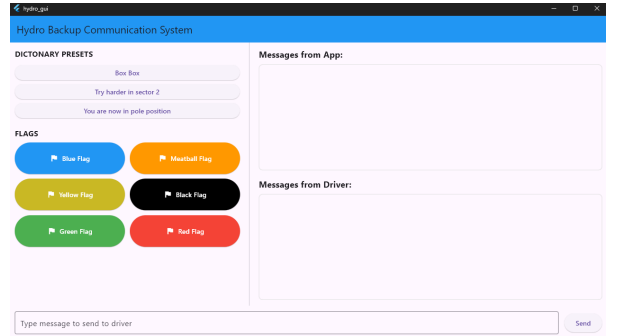 hydro_gui
Hydro Backup Communication System
DICTONARY PRESETS
Box Box
Try harder in sector 2
You are now in pole position
FLAGS
Blue Flag
Meatball Flag
Yellow Flag
Black Flag
Green Flag
Red Flag
Messages from App:
Messages from Driver:
Type message to send to driver
Send